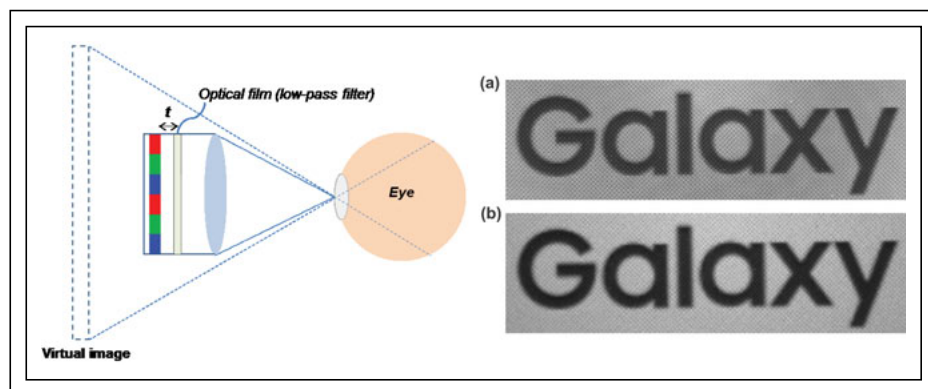 Optical film (low-pass filter)
t
Eye
Virtual image
(a)
Galaxy
(b)
Galaxy